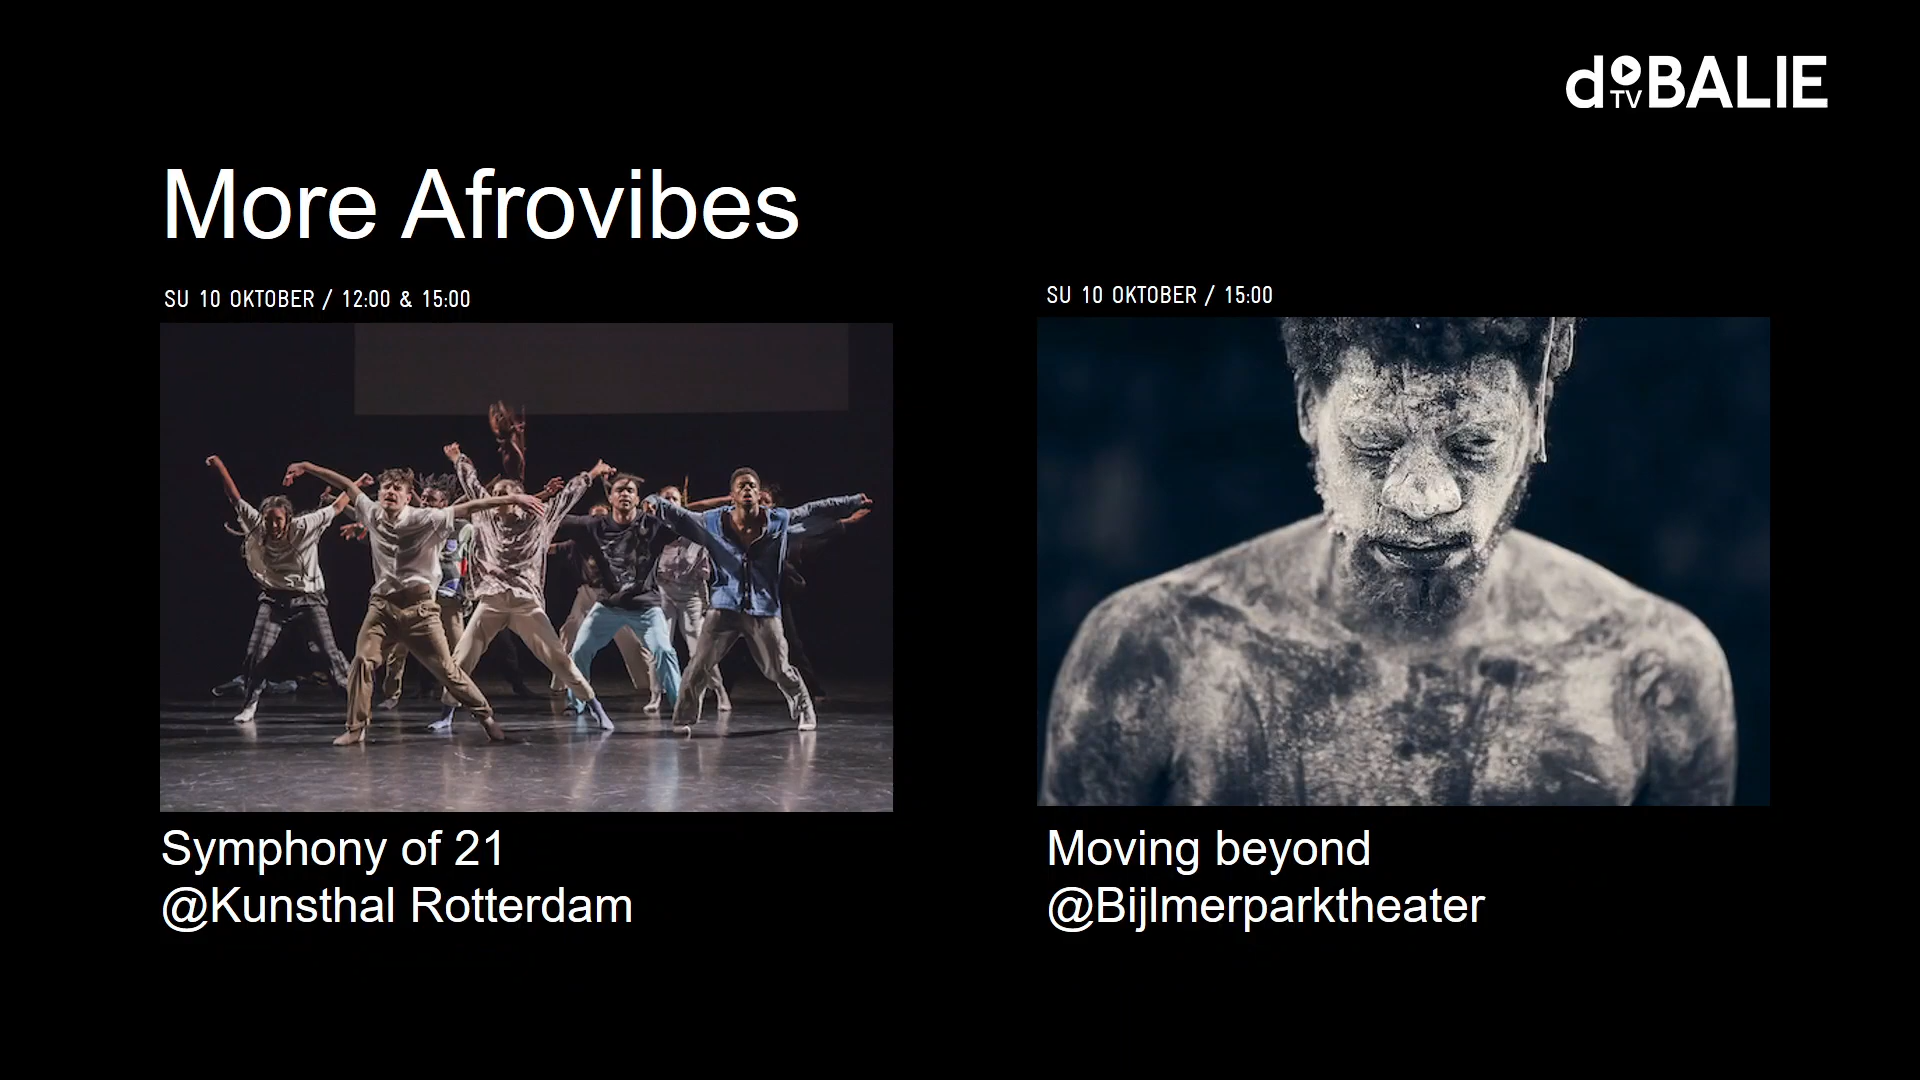 de BALIE
TV
More Afrovibes
SU 10 OKTOBER / 12:00 & 15:00
SU 10 OKTOBER / 15:00
Symphony of 21
@Kunsthal Rotterdam
Moving beyond
@Bijlmerparktheater